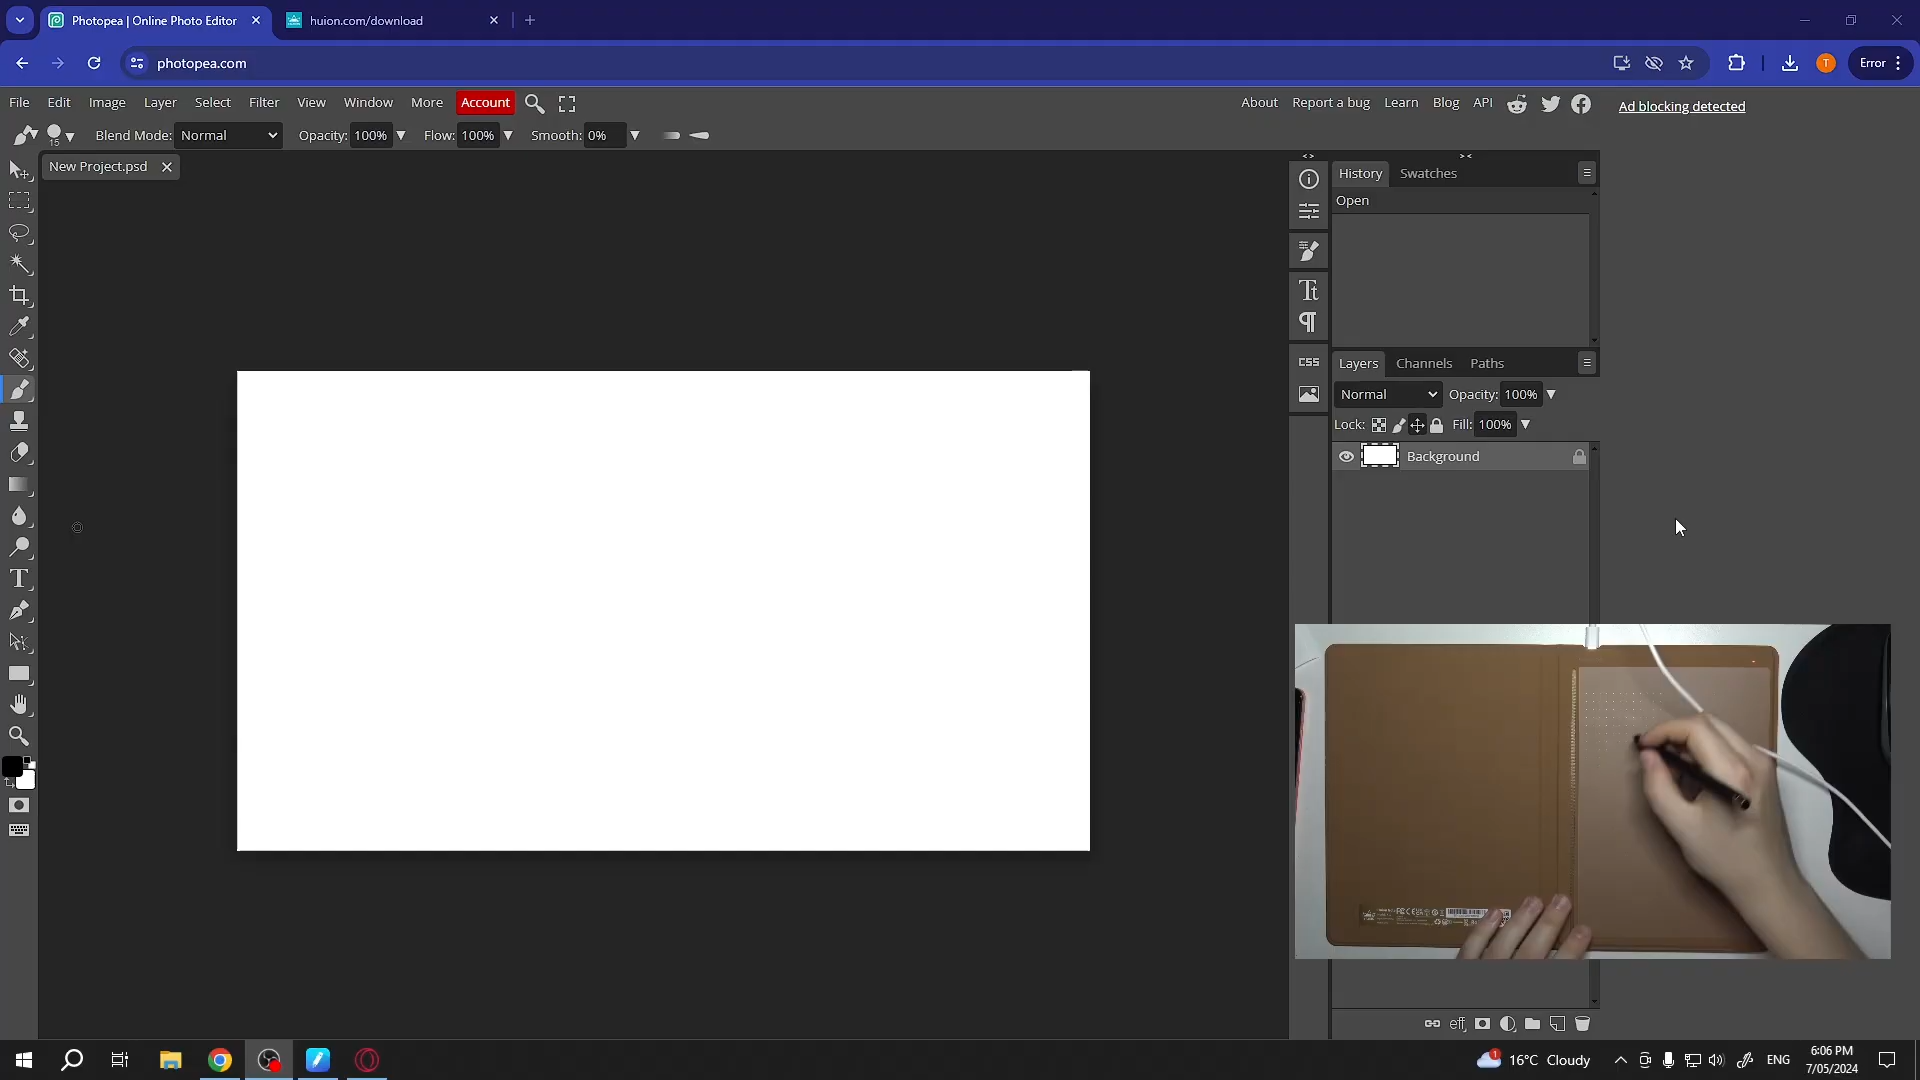 Photopea | Online Photo Editor
huion.com/download
photopea.com
T
Error
File Edit Image Layer Select Filter View Window More Account
About Report a bug Learn Blog API
Ad blocking detected
15
Blend Mode: Normal Opacity: 100% Flow: 100% Smooth: 0%
New Project.psd
History Swatches
Open
CSS
Layers Channels Paths
Normal Opacity: 100%
Lock: Fill: 100%
Background
eff
1
16°C Cloudy
ENG
6:06 PM
7/05/2024